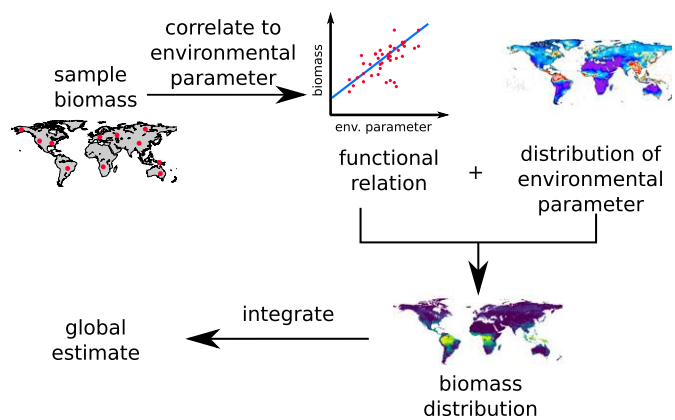 correlate to
environmental
parameter
sample
biomass
biomass
env. parameter
functional
relation
+
distribution of
environmental
parameter
integrate
global
estimate
biomass
distribution